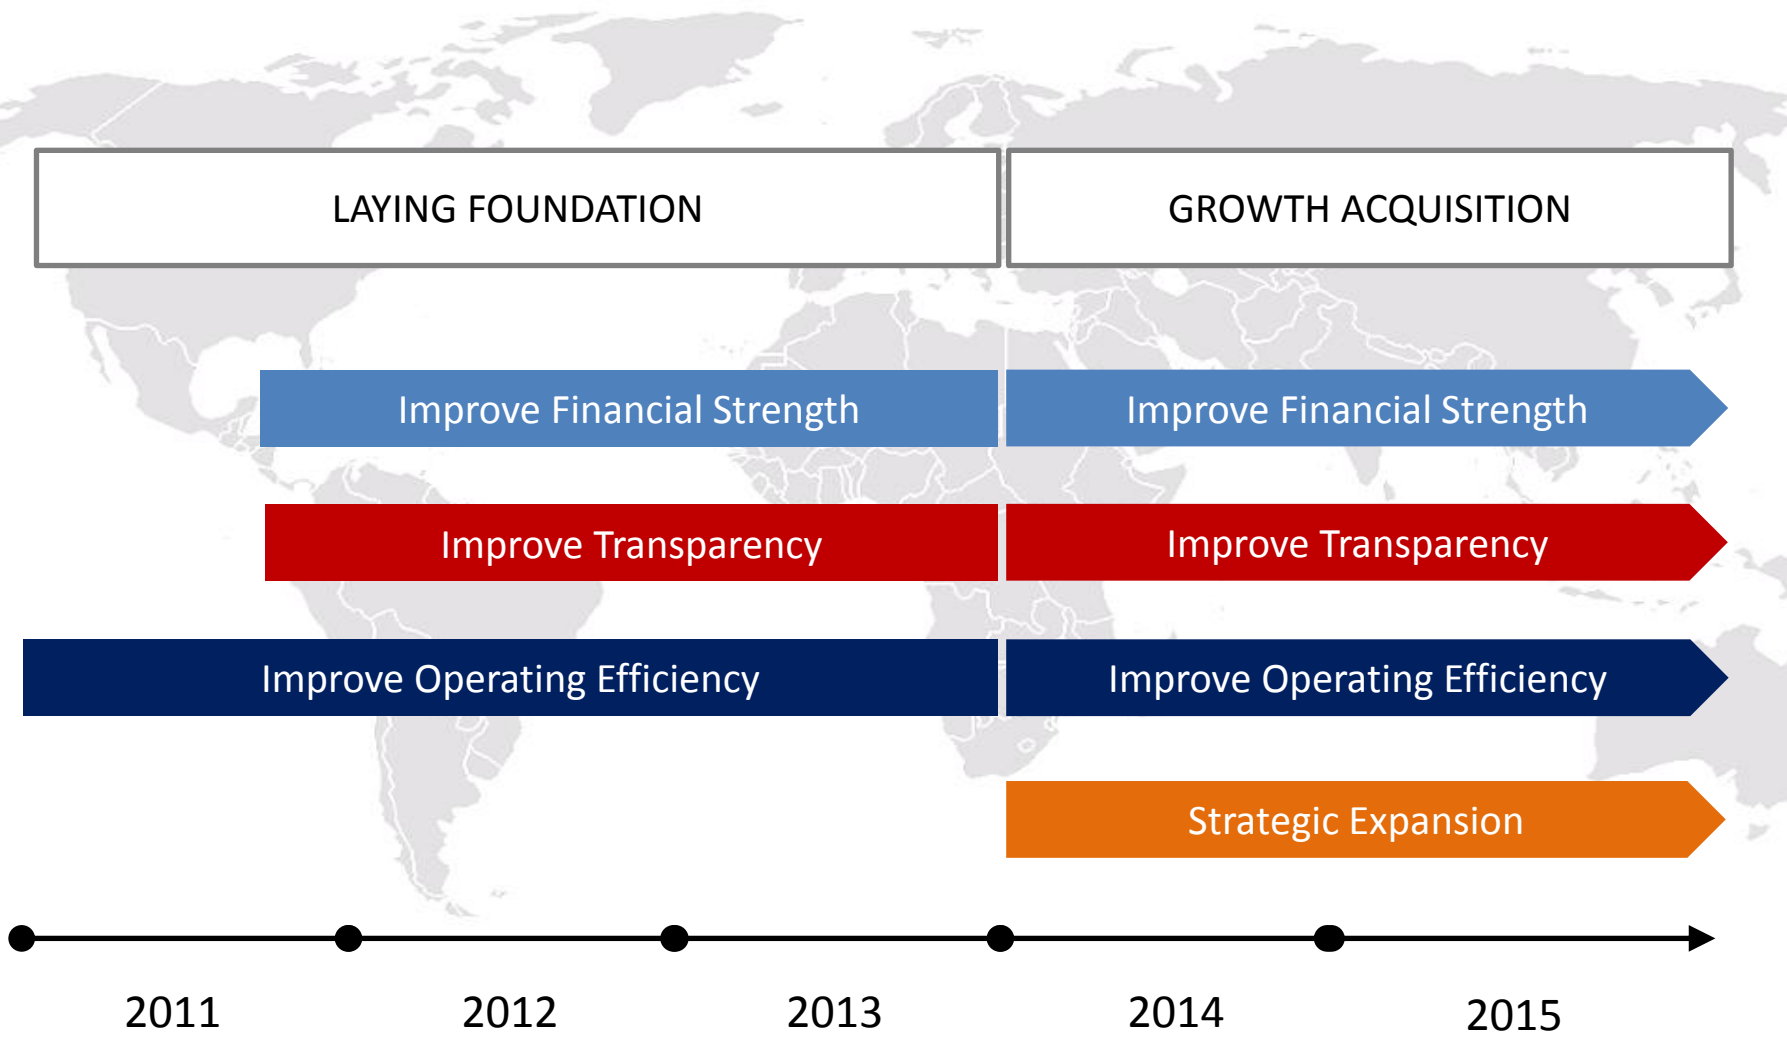 LAYING FOUNDATION
GROWTH ACQUISITION
Improve Financial Strength
Improve Financial Strength
Improve Transparency
Improve Transparency
Improve Operating Efficiency
Improve Operating Efficiency
Strategic Expansion
2011
2012
2013
2014
2015